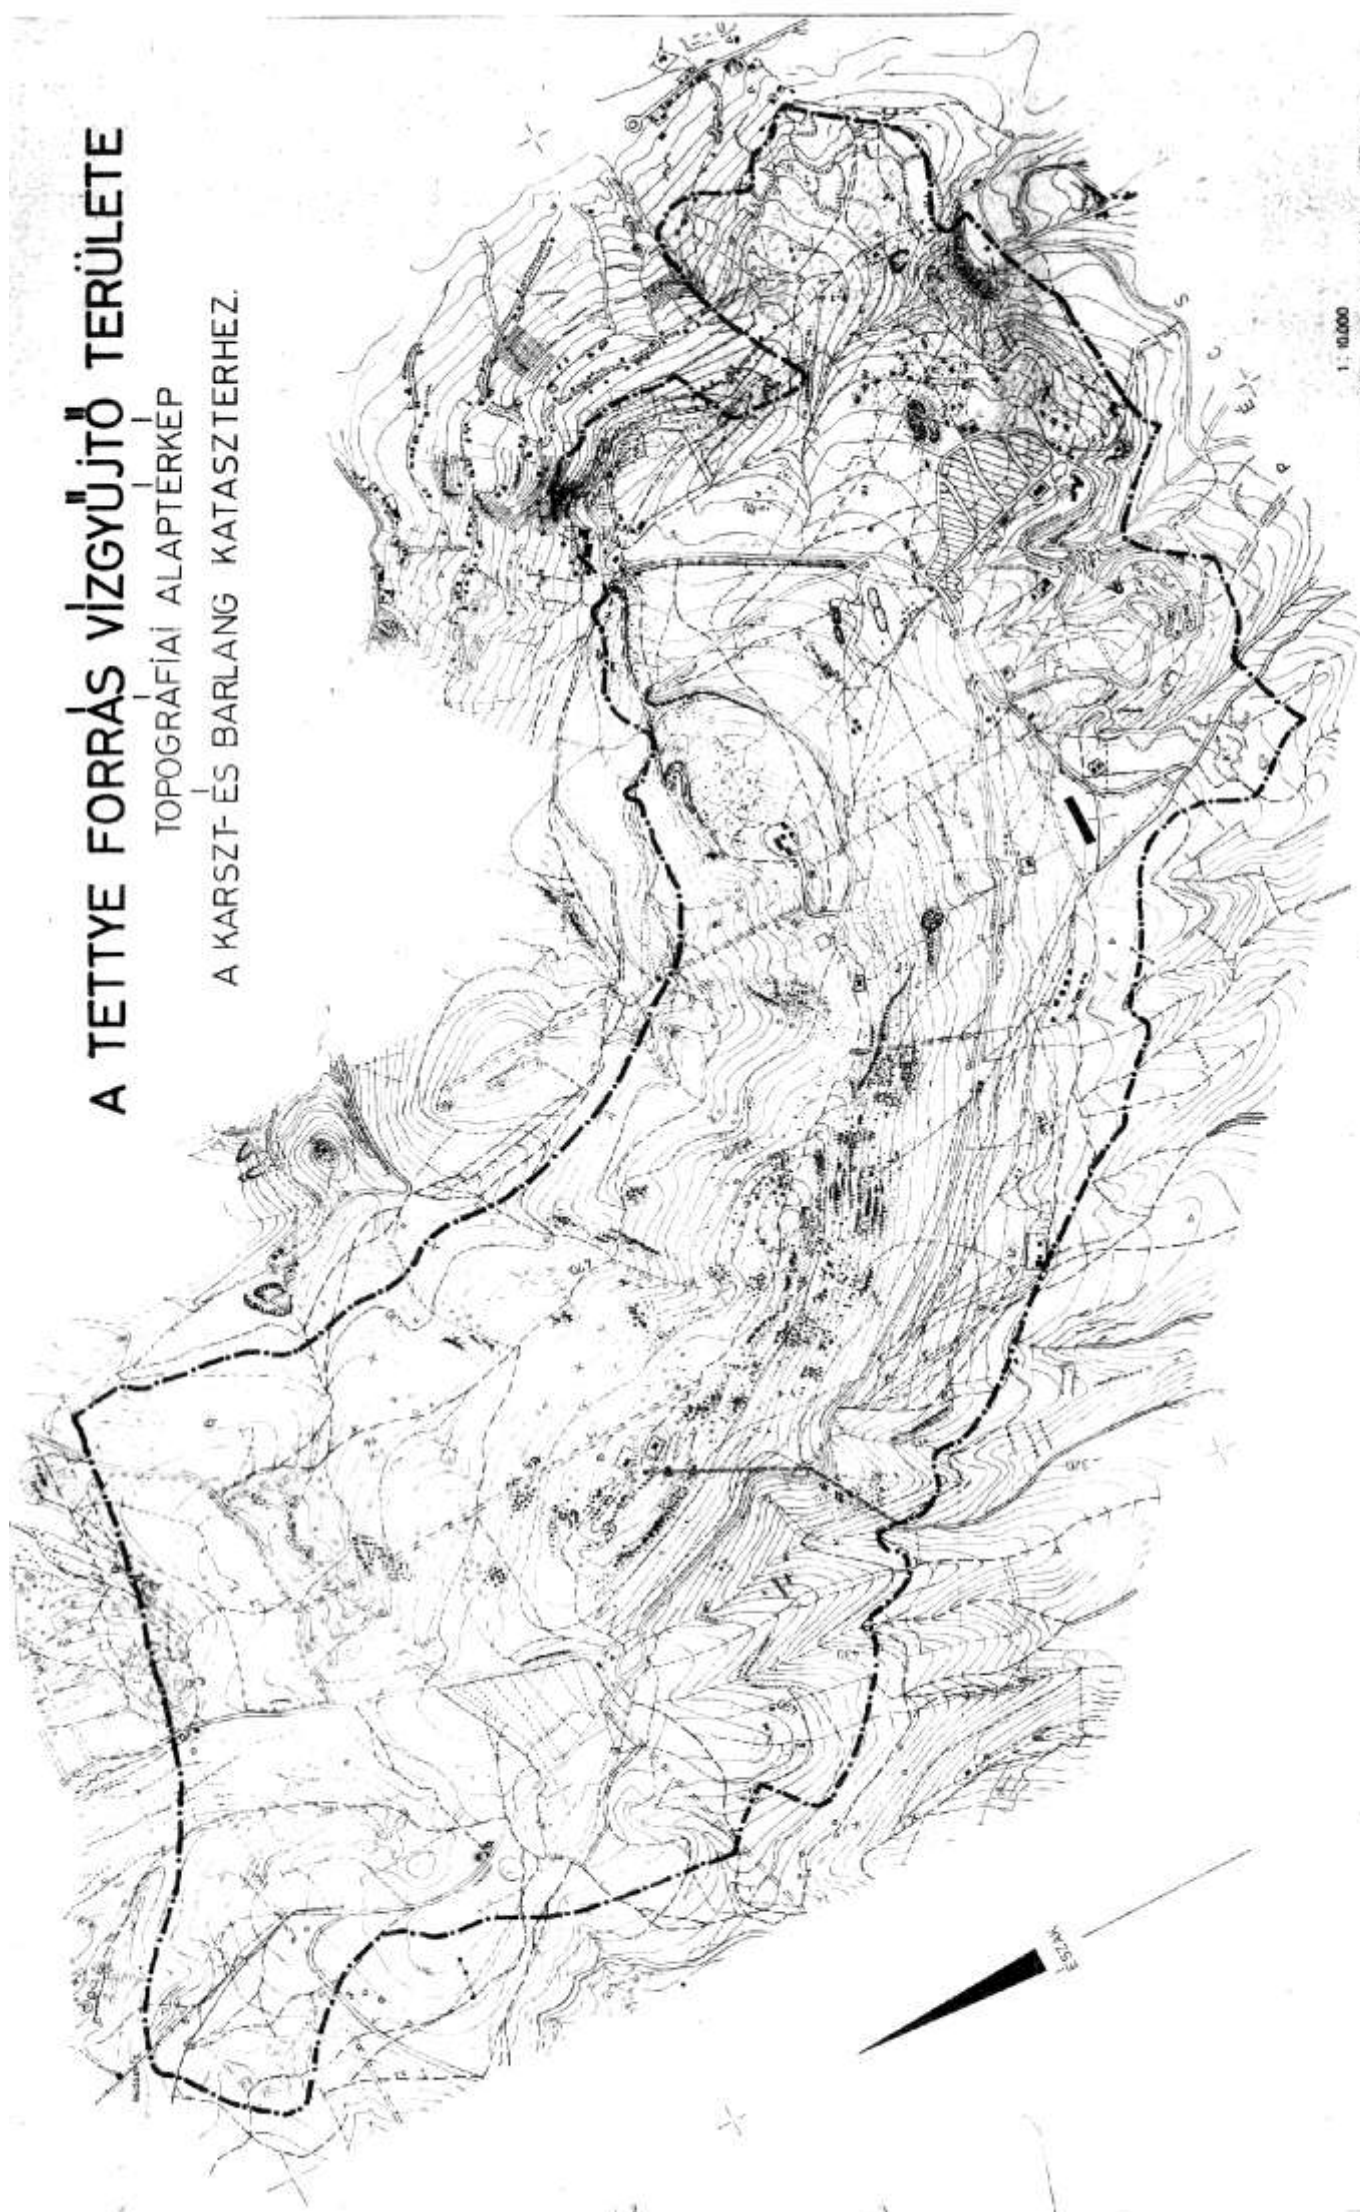 A TETTYE FORRÁS VÍZGYŰJTŐ TERÜLETE
TOPOGRÁFIAI ALAPTÉRKÉP
A KARSZT- ÉS BARLANG KATASZTERHEZ.
P É C S
ÉSZAK
1 : 10.000